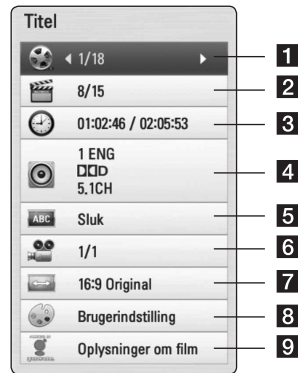 Titel
1/18
1
8/15
2
01:02:46 / 02:05:53
3
1 ENG
DD D
5.1CH
4
ABC
Sluk
5
1/1
6
16:9 Original
7
Brugerindstilling
8
Oplysninger om film
9